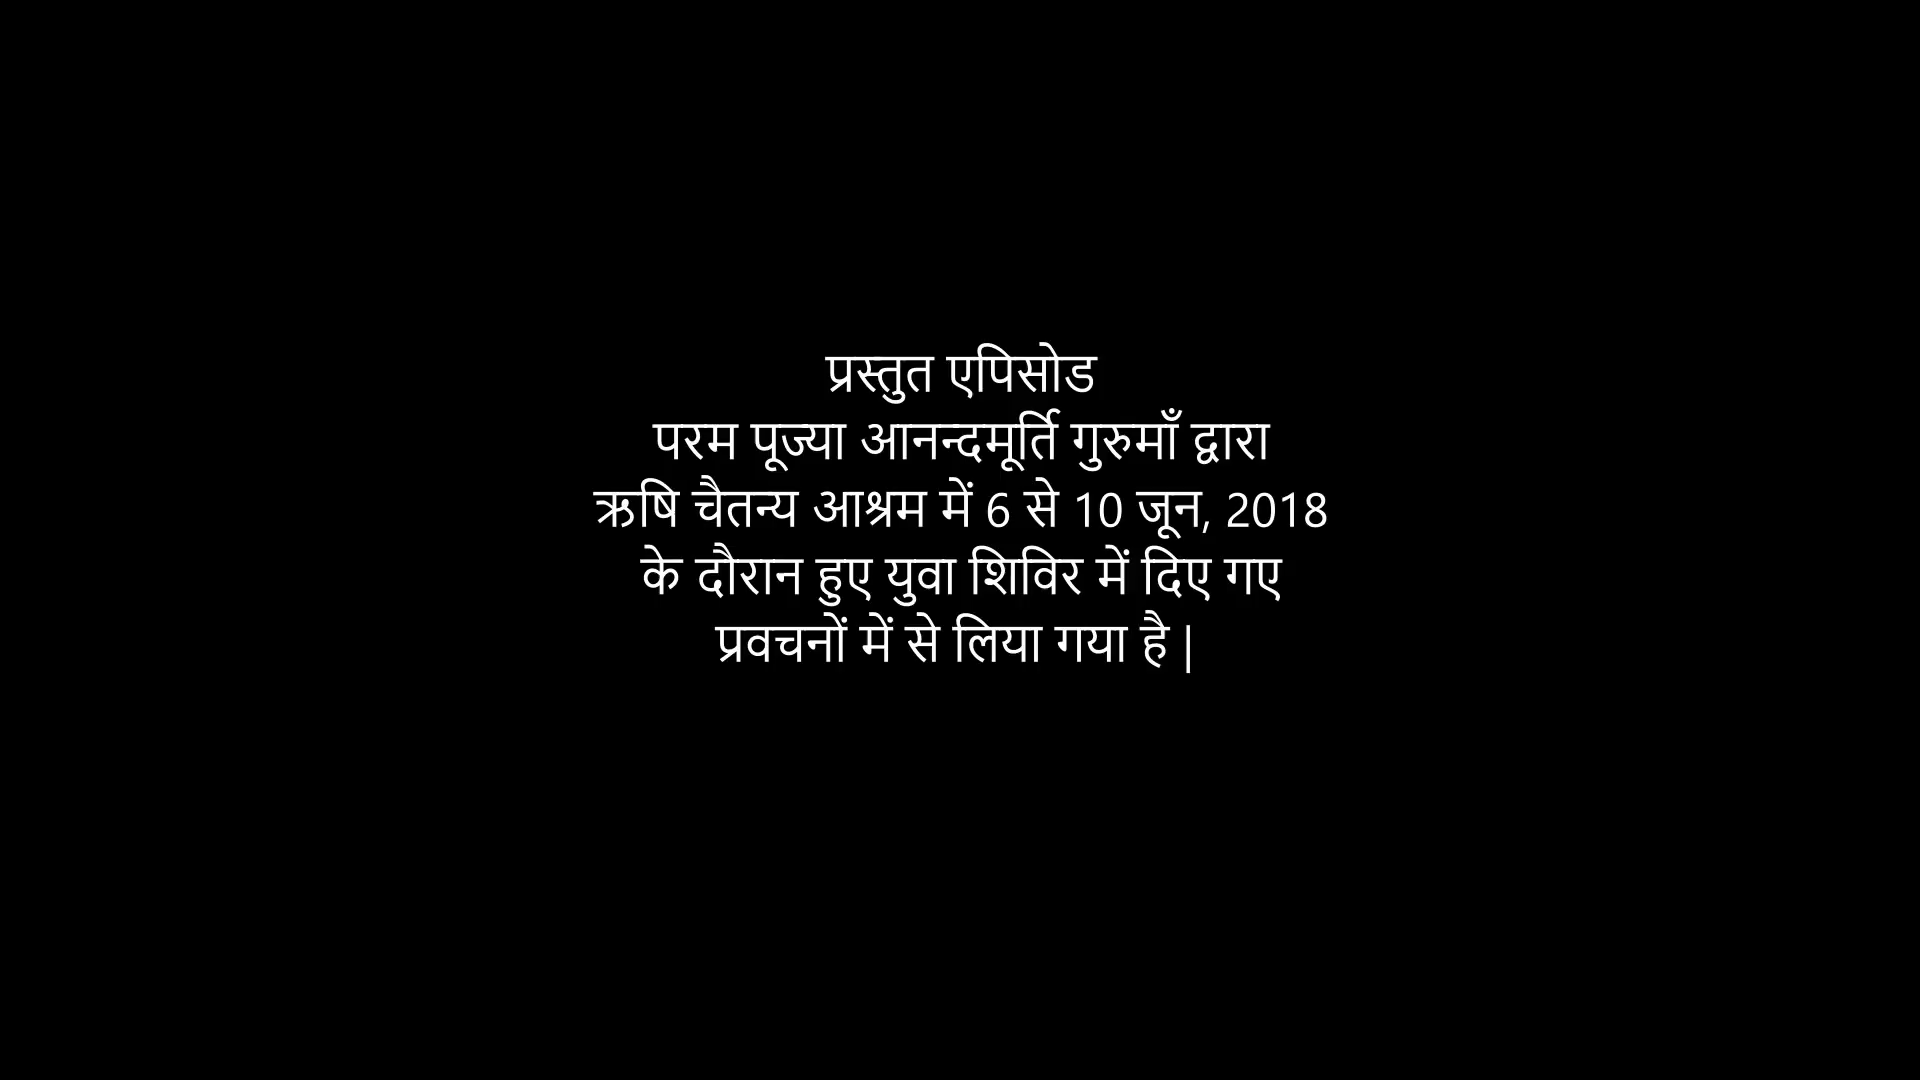 प्रस्तुत एपिसोड
परम पूज्या आनन्दमूर्ति गुरुमाँ द्वारा
ऋषि चैतन्य आश्रम में 6 से 10 जून, 2018
के दौरान हुए युवा शिविर में दिए गए
प्रवचनों में से लिया गया है |